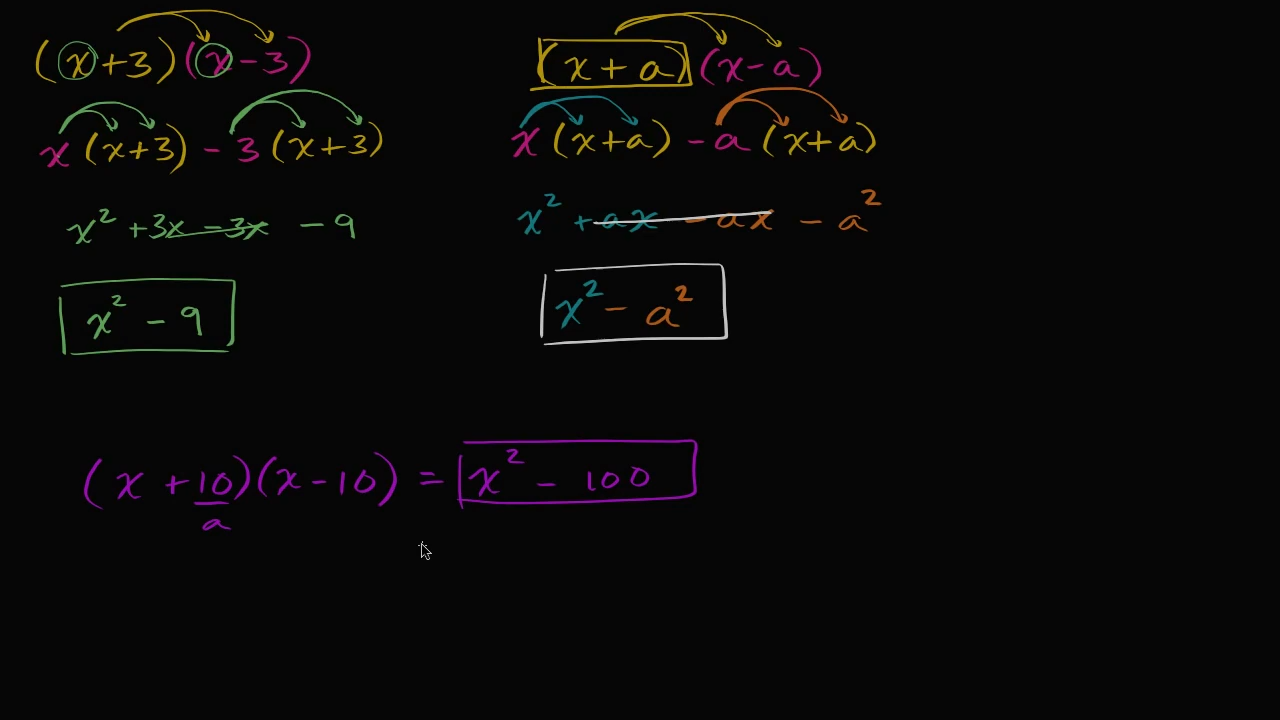 (x+3)(x-3)
x(x+3) - 3(x+3)
x² +3x -3x - 9
x² - 9
(x + a)(x-a)
x(x+a) - a(x+a)
x² +ax - ax - a²
x² - a²
(x +10)(x-10) = x² - 100
a